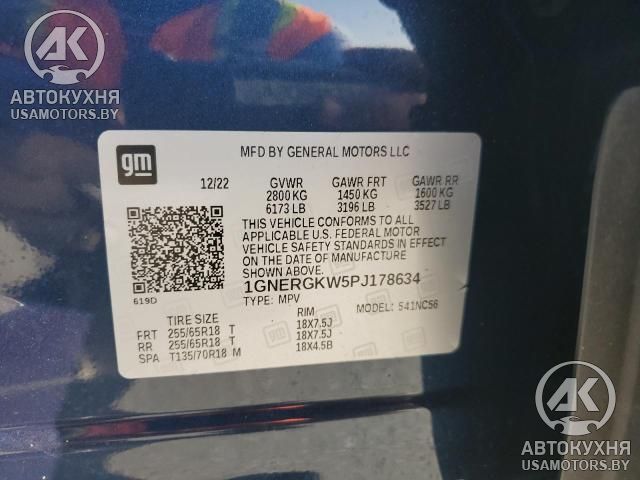 AK
АВТОКУХНЯ
USAMOTORS.BY
gm
MFD BY GENERAL MOTORS LLC
12/22 GVWR GAWR FRT GAWR RR
2800 KG 1450 KG 1600 KG
6173 LB 3196 LB 3527 LB
THIS VEHICLE CONFORMS TO ALL
APPLICABLE U.S. FEDERAL MOTOR
VEHICLE SAFETY STANDARDS IN EFFECT
ON THE DATE OF MANUFACTURE
SHOWN ABOVE.
1GNERGKW5PJ178634
619D
TYPE: MPV
MODEL: 541NC56
TIRE SIZE RIM
FRT 255/65R18 T 18X7.5J
RR 255/65R18 T 18X7.5J
SPA T135/70R18 M 18X4.5B
AK
АВТОКУХНЯ
USAMOTORS.BY